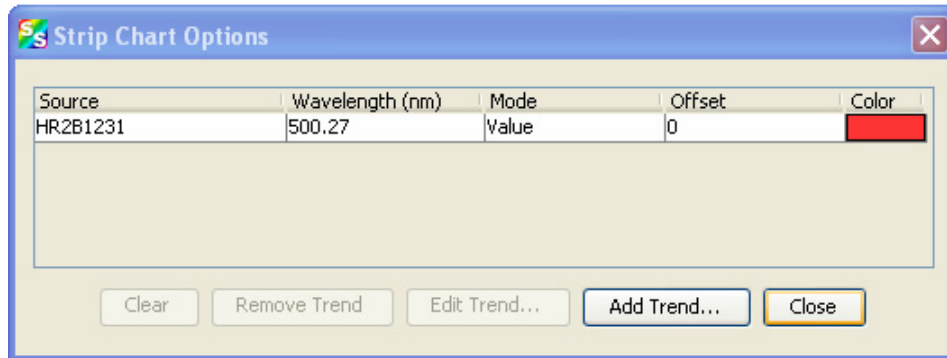 SS Strip Chart Options
Source Wavelength (nm) Mode Offset Color
HR2B1231 500.27 Value 0
Clear Remove Trend Edit Trend... Add Trend... Close